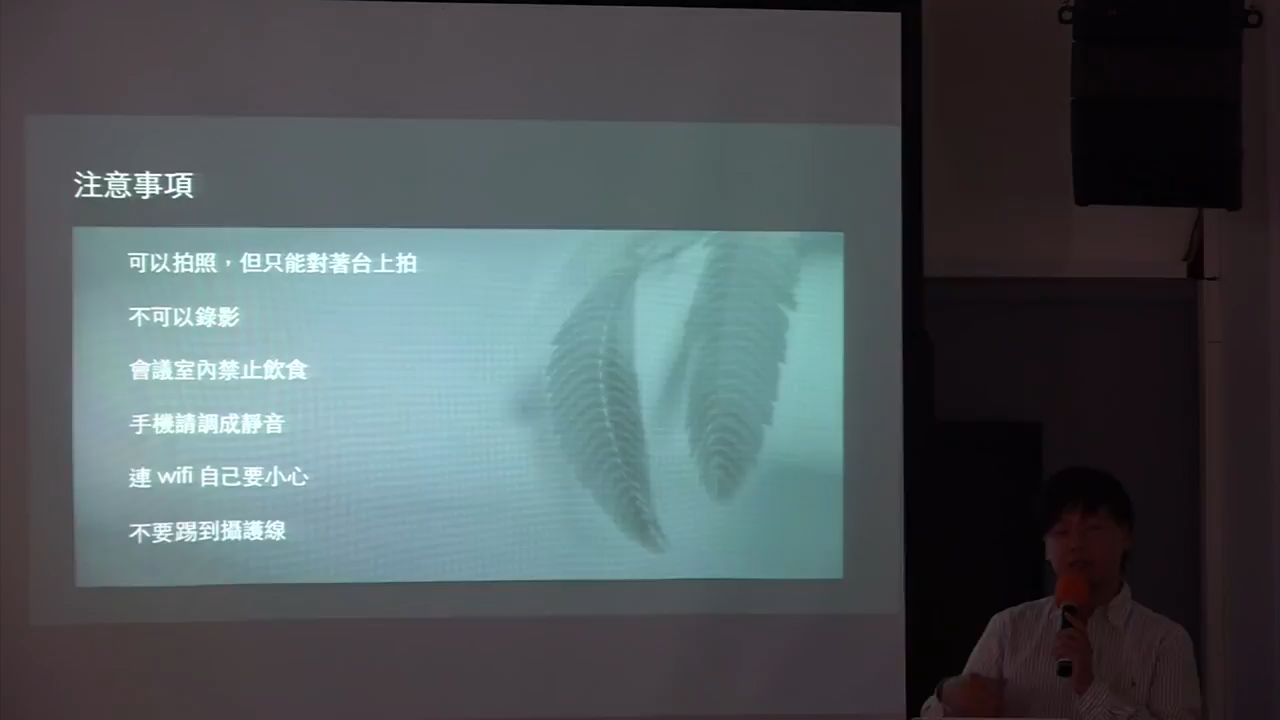 注意事項
可以拍照，但只能對著台上拍
不可以錄影
會議室內禁止飲食
手機請調成靜音
連 wifi 自己要小心
不要踢到攝護線